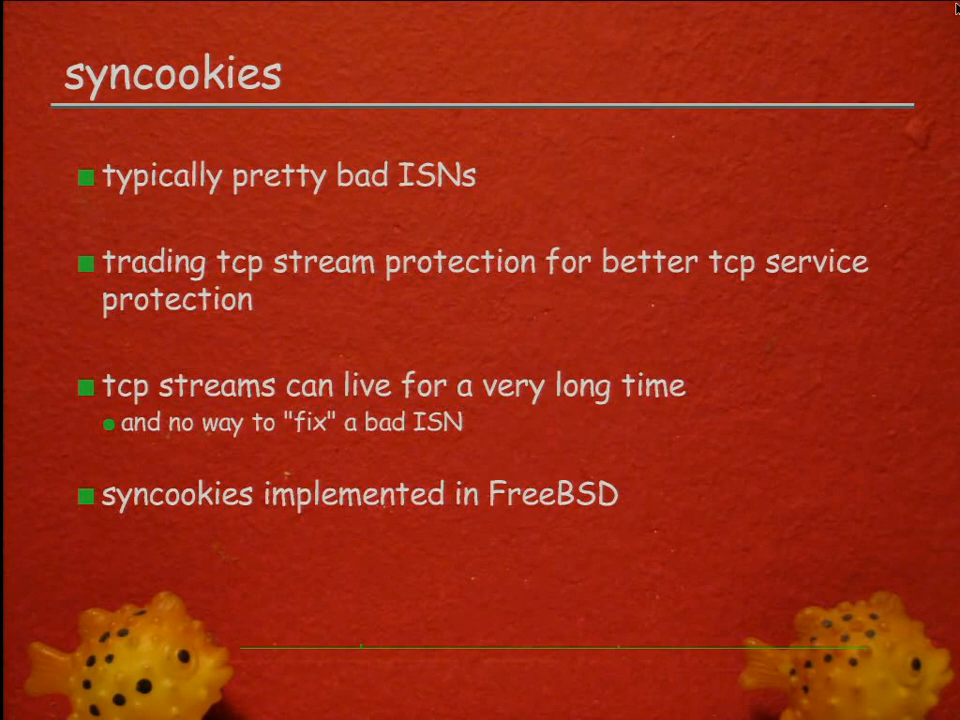 syncookies
typically pretty bad ISNs
trading tcp stream protection for better tcp service
protection
tcp streams can live for a very long time
and no way to "fix" a bad ISN
syncookies implemented in FreeBSD